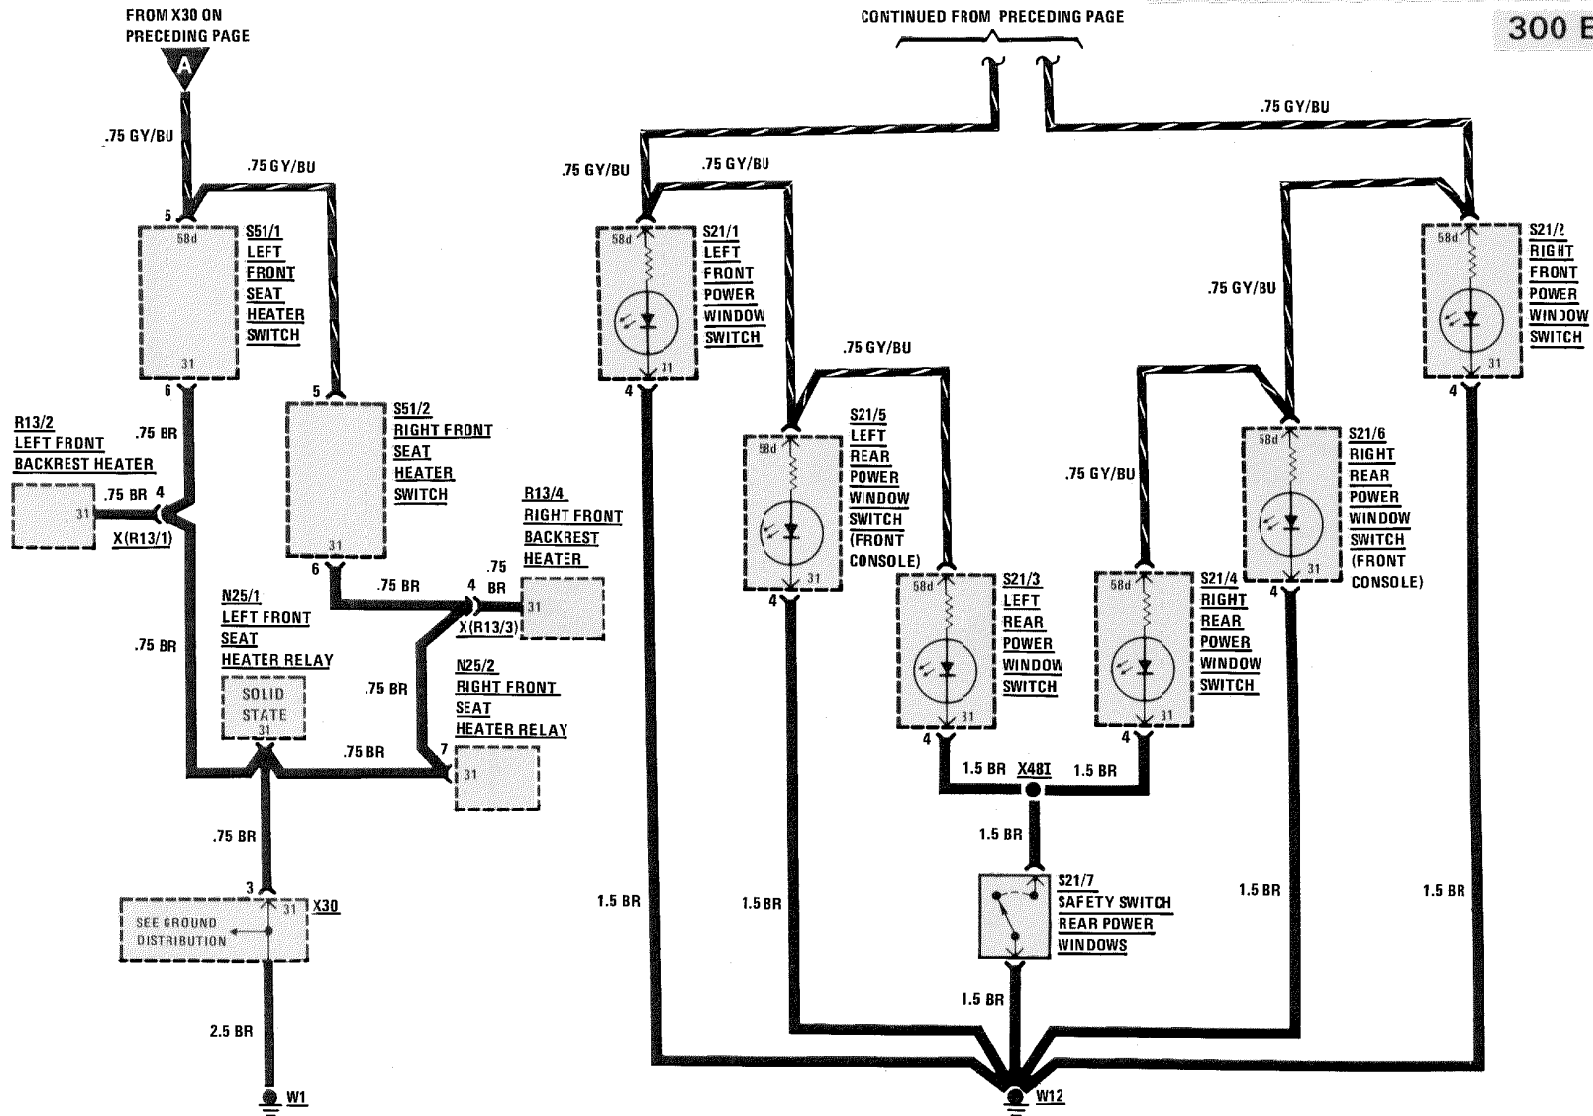 FROM X30 ON
PRECEDING PAGE
A
CONTINUED FROM PRECEDING PAGE
300 E
.75 GY/BU
.75 GY/BU
5
58d
S51/1
LEFT
FRONT
SEAT
HEATER
SWITCH
31
6
.75 BR
R13/2
LEFT FRONT
BACKREST HEATER
31
.75 BR
4
X(R13/1)
5
S51/2
RIGHT FRONT
SEAT
HEATER
SWITCH
31
6
.75 BR
4
.75
BR
R13/4
RIGHT FRONT
BACKREST
HEATER
31
X(R13/3)
.75 BR
N25/1
LEFT FRONT
SEAT
HEATER RELAY
SOLID
STATE
31
.75 BR
.75 BR
N25/2
RIGHT FRONT
SEAT
HEATER RELAY
7
31
.75 BR
3
31
X30
SEE GROUND
DISTRIBUTION
2.5 BR
W1
.75 GY/BU
.75 GY/BU
58d
S21/1
LEFT
FRONT
POWER
WINDOW
SWITCH
31
4
.75 GY/BU
58d
S21/5
LEFT
REAR
POWER
WINDOW
SWITCH
(FRONT
CONSOLE)
31
4
58d
S21/3
LEFT
REAR
POWER
WINDOW
SWITCH
31
4
.75 GY/BU
.75 GY/BU
58d
S21/2
RIGHT
FRONT
POWER
WINDOW
SWITCH
31
4
58d
S21/6
RIGHT
REAR
POWER
WINDOW
SWITCH
(FRONT
CONSOLE)
31
4
.75 GY/BU
58d
S21/4
RIGHT
REAR
POWER
WINDOW
SWITCH
31
4
1.5 BR
X48I
1.5 BR
1.5 BR
S21/7
SAFETY SWITCH
REAR POWER
WINDOWS
1.5 BR
1.5 BR
1.5 BR
1.5 BR
1.5 BR
W12